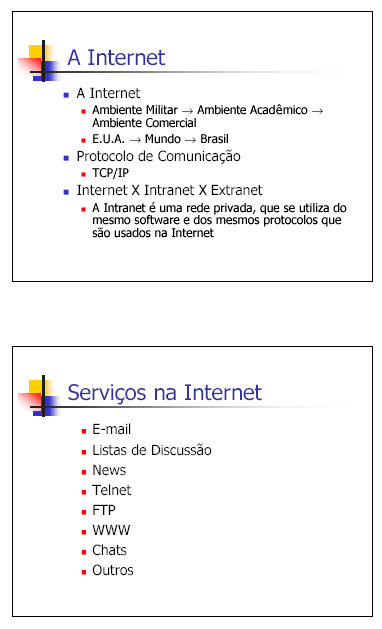 A Internet
A Internet
Ambiente Militar → Ambiente Acadêmico →
Ambiente Comercial
E.U.A. → Mundo → Brasil
Protocolo de Comunicação
TCP/IP
Internet X Intranet X Extranet
A Intranet é uma rede privada, que se utiliza do
mesmo software e dos mesmos protocolos que
são usados na Internet
Serviços na Internet
E-mail
Listas de Discussão
News
Telnet
FTP
WWW
Chats
Outros